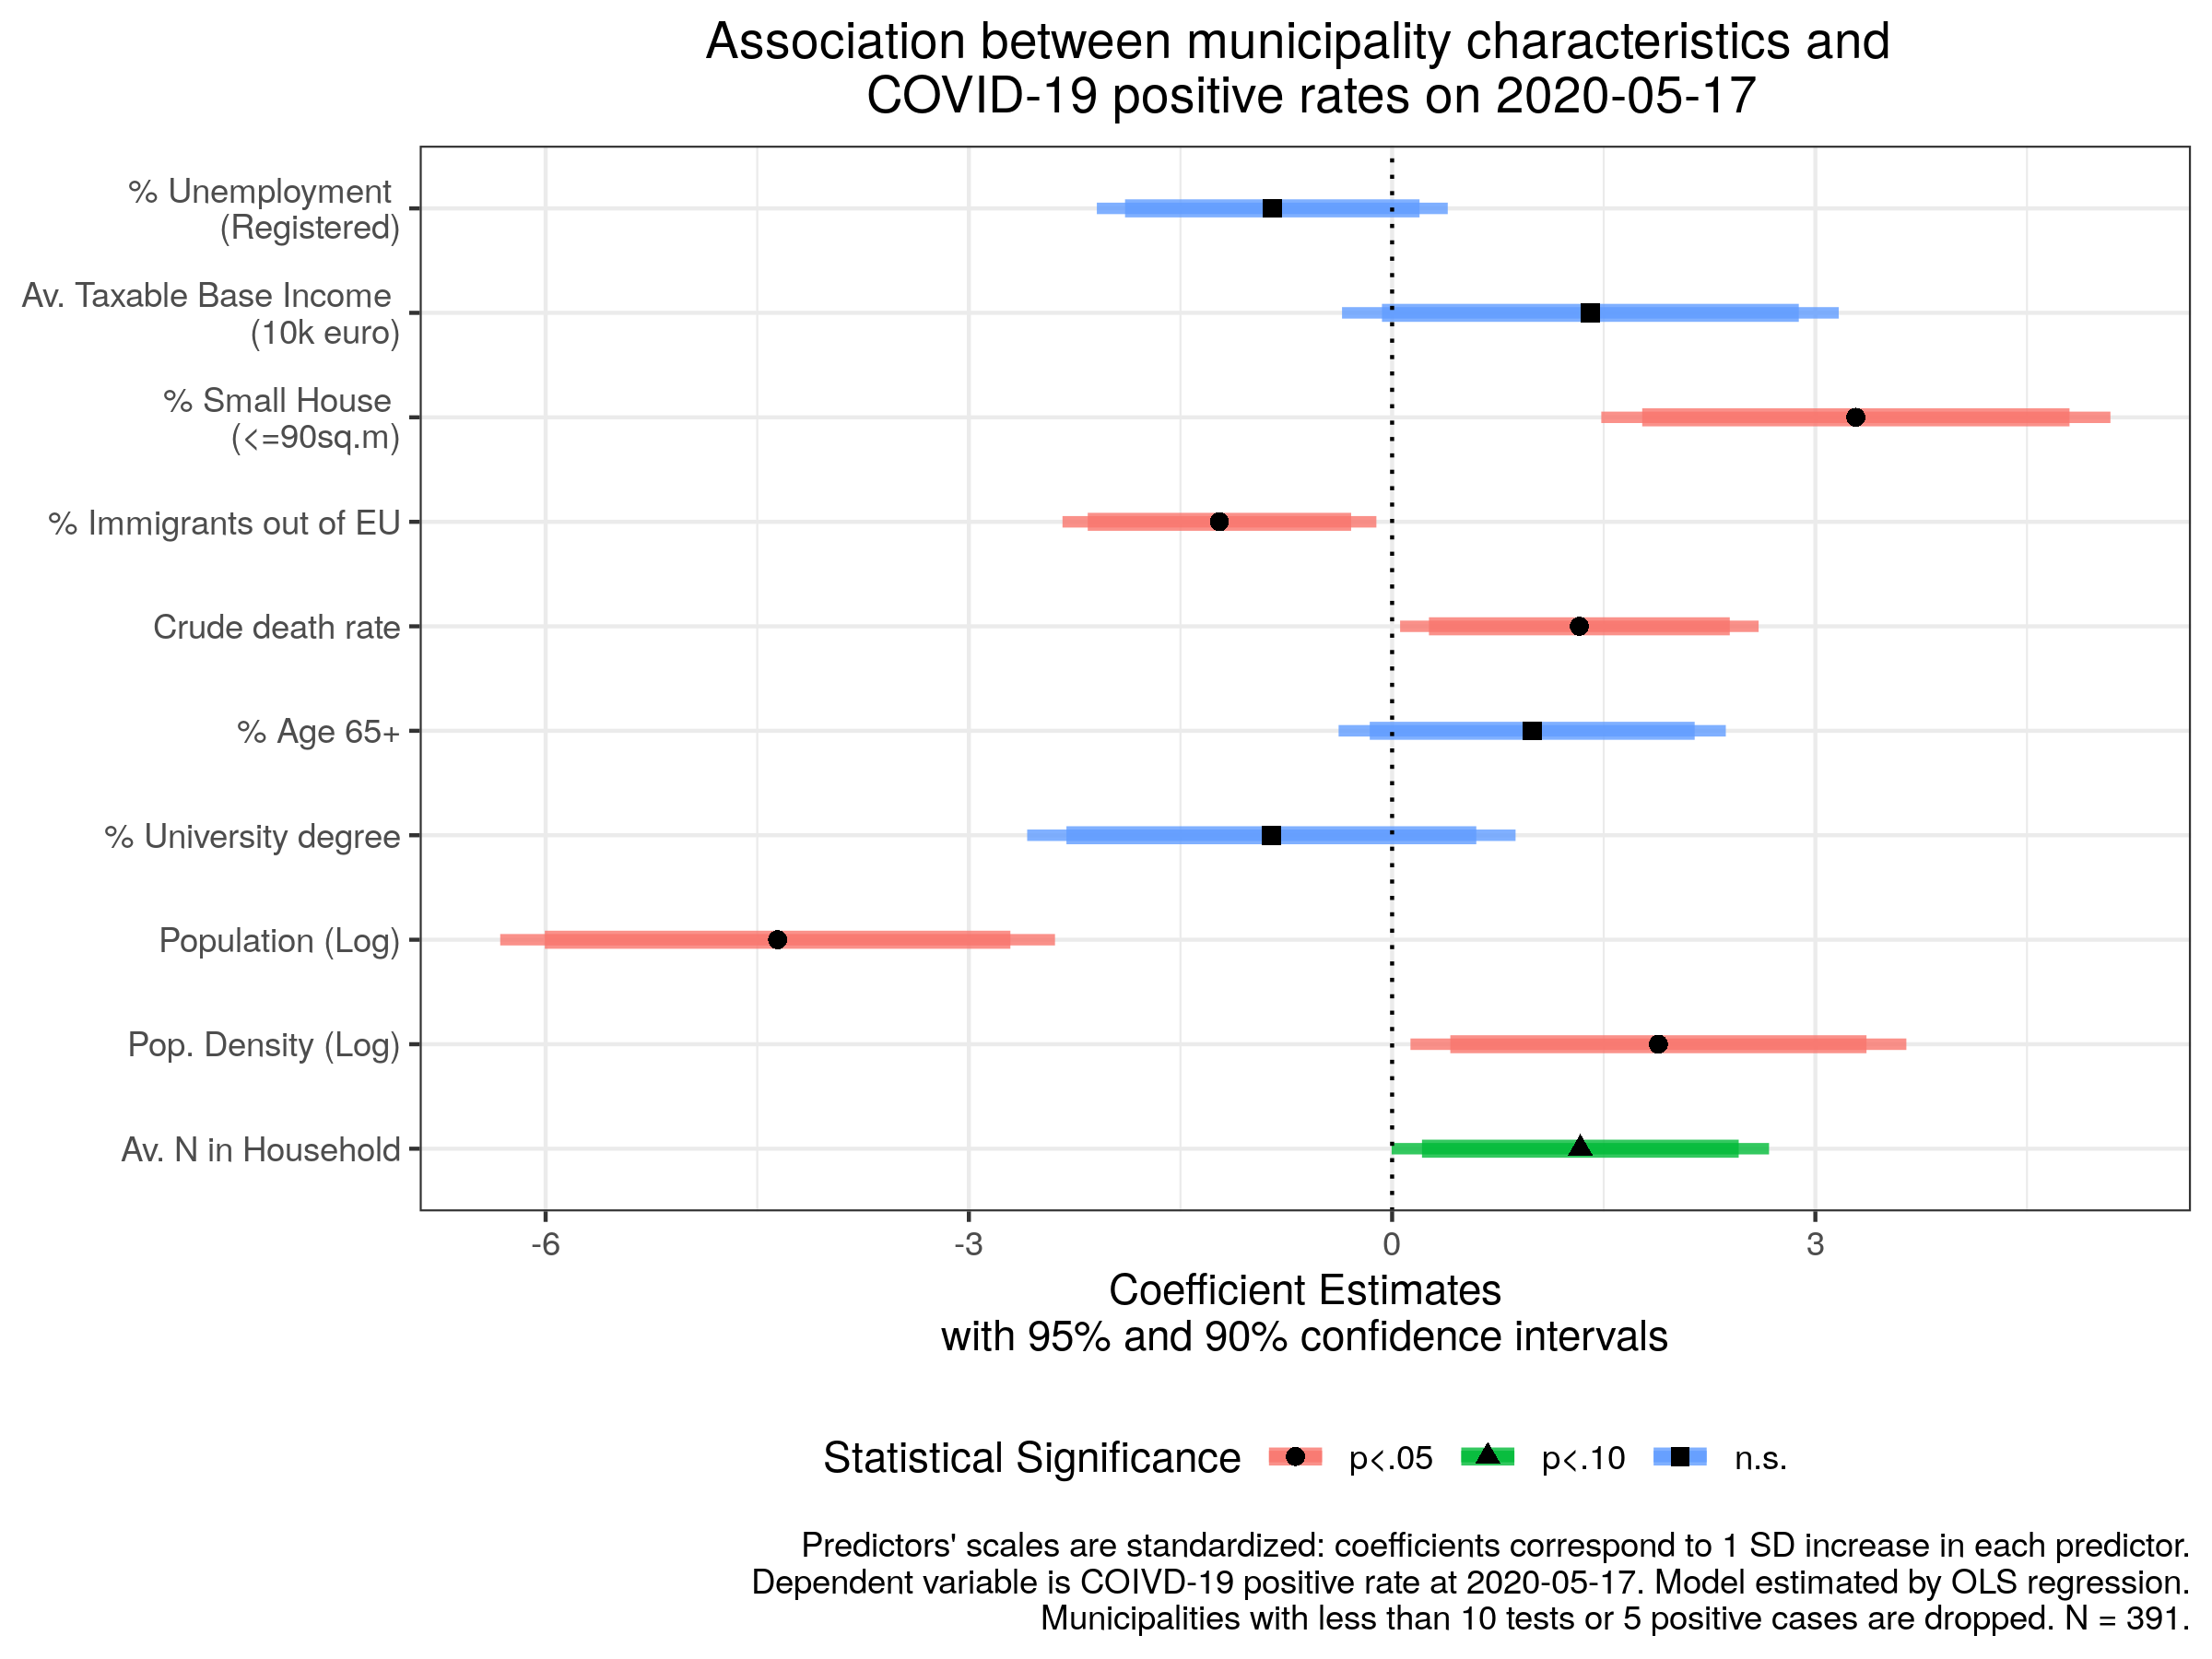 Association between municipality characteristics and
COVID-19 positive rates on 2020-05-17
% Unemployment
(Registered)
Av. Taxable Base Income
(10k euro)
% Small House
(<=90sq.m)
% Immigrants out of EU
Crude death rate
% Age 65+
% University degree
Population (Log)
Pop. Density (Log)
Av. N in Household
-6 -3 0 3
Coefficient Estimates
with 95% and 90% confidence intervals
Statistical Significance p<.05 p<.10 n.s.
Predictors' scales are standardized: coefficients correspond to 1 SD increase in each predictor.
Dependent variable is COIVD-19 positive rate at 2020-05-17. Model estimated by OLS regression.
Municipalities with less than 10 tests or 5 positive cases are dropped. N = 391.